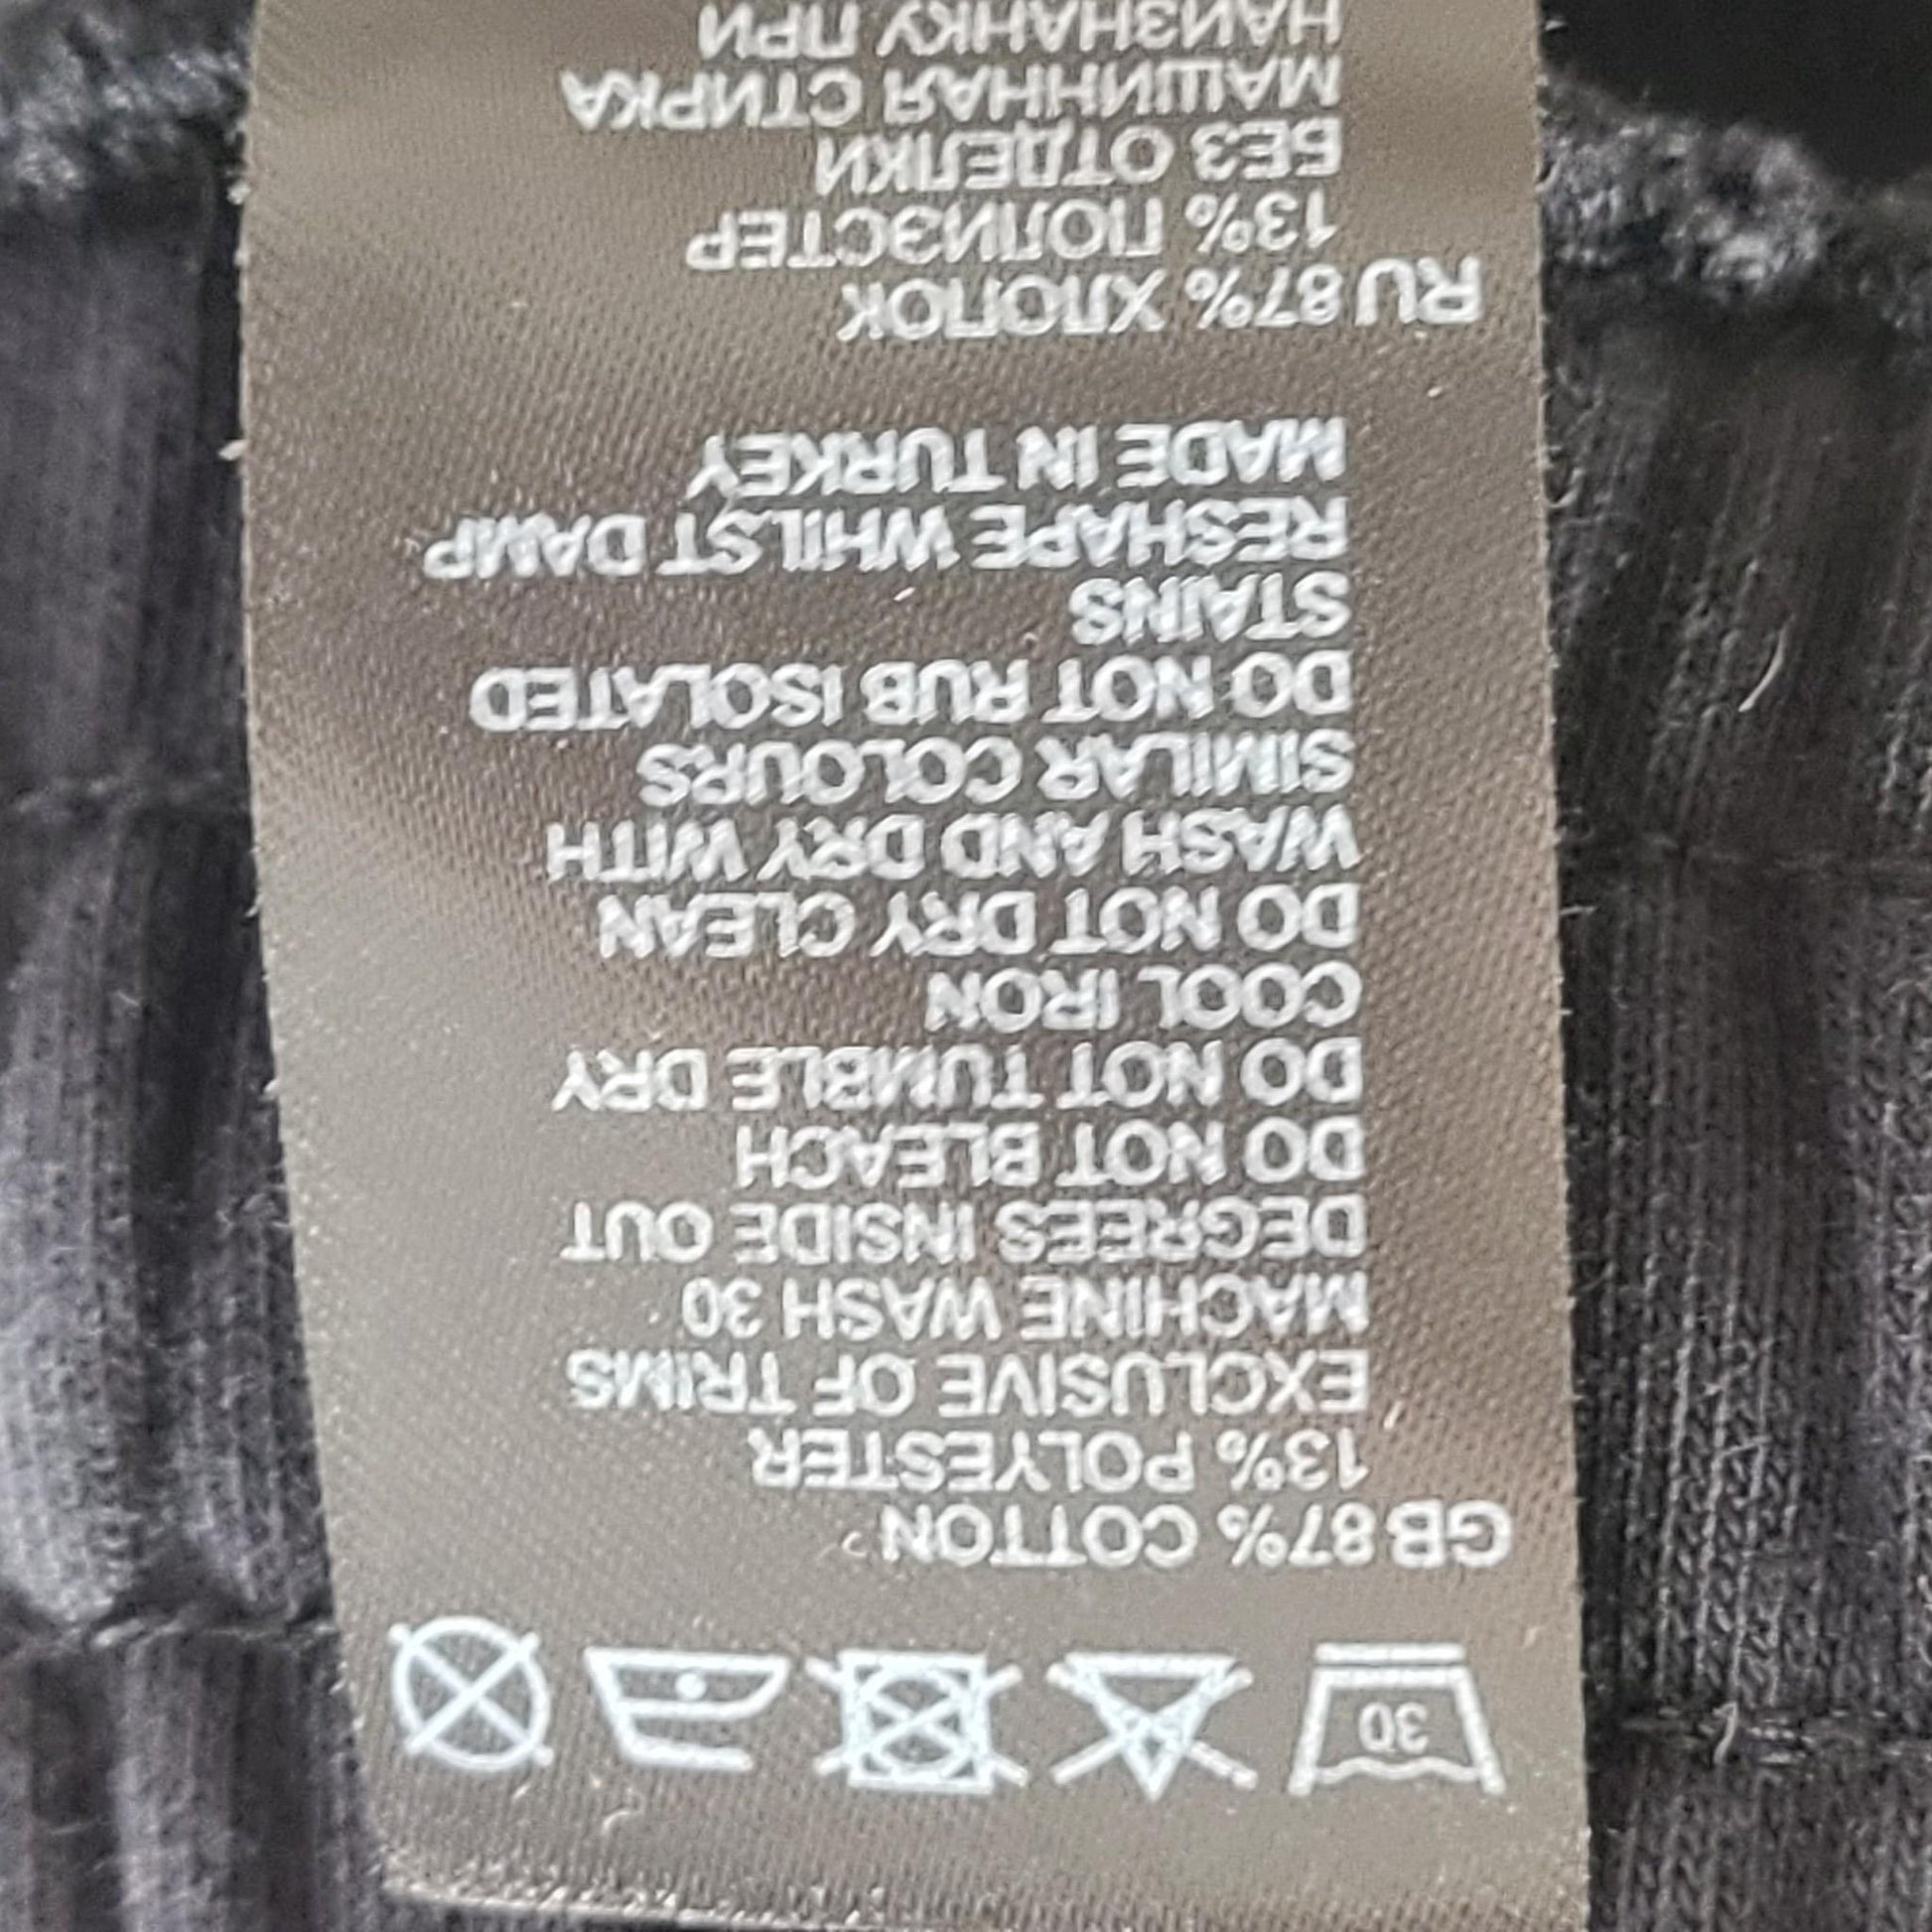 30
GB 87% COTTON
13% POLYESTER
EXCLUSIVE OF TRIMS
MACHINE WASH 30
DEGREES INSIDE OUT
DO NOT BLEACH
DO NOT TUMBLE DRY
COOL IRON
DO NOT DRY CLEAN
WASH AND DRY WITH
SIMILAR COLOURS
DO NOT RUB ISOLATED
STAINS
RESHAPE WHILST DAMP
MADE IN TURKEY
RU 87% ХЛОПОК
13% ПОЛИЭСТЕР
БЕЗ ОТДЕЛКИ
МАШИННАЯ СТИРКА
НАИЗНАНКУ ПРИ